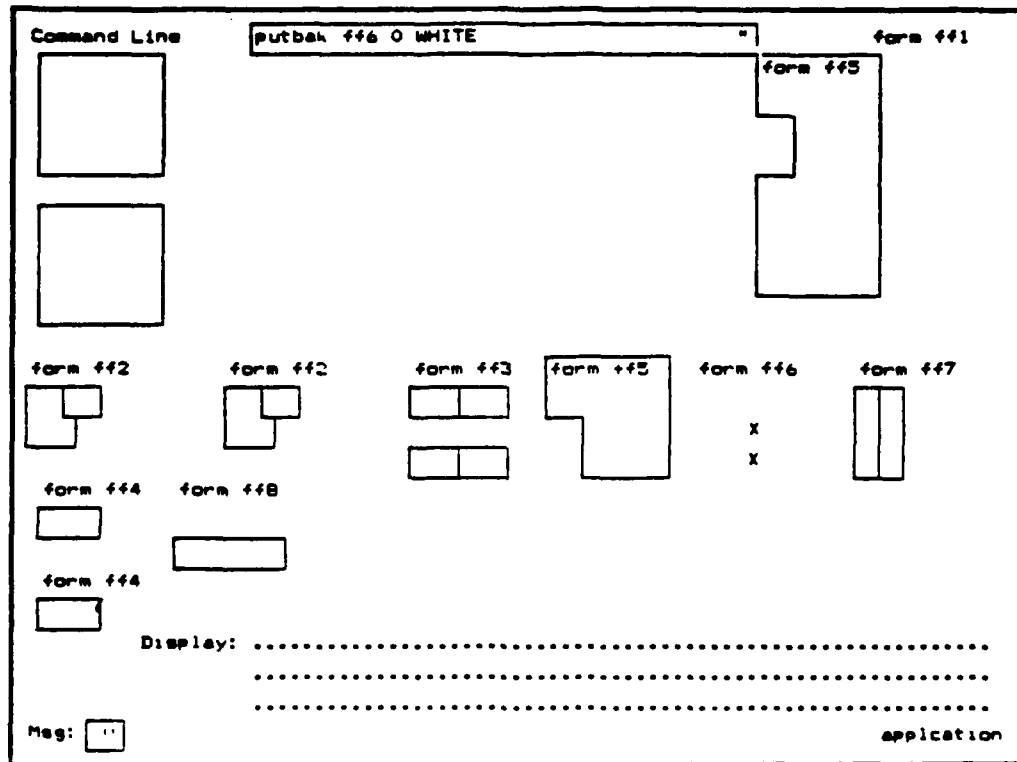 Command Line putbak ff6 0 WHITE " form ff1
form ff5
form ff2 form ff2 form ff3 form ff5 form ff6 form ff7
X
X
form ff4 form ff8
form ff4
Display: ................................................
................................................
................................................
Msg: '' applcation